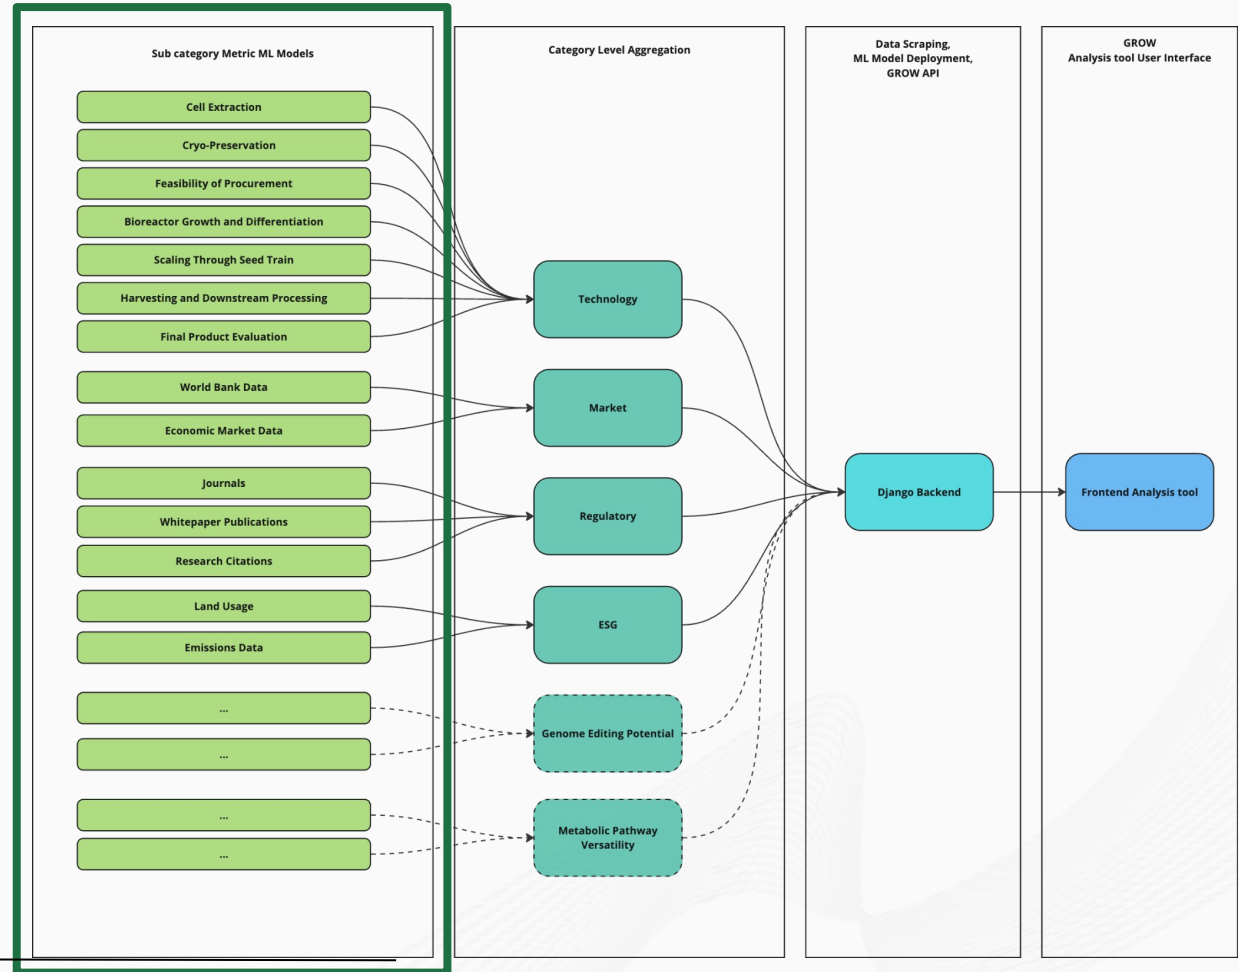 Sub category Metric ML Models
Cell Extraction
Cryo-Preservation
Feasibility of Procurement
Bioreactor Growth and Differentiation
Scaling Through Seed Train
Harvesting and Downstream Processing
Final Product Evaluation
World Bank Data
Economic Market Data
Journals
Whitepaper Publications
Research Citations
Land Usage
Emissions Data
...
...
...
...
Category Level Aggregation
Technology
Market
Regulatory
ESG
Genome Editing Potential
Metabolic Pathway
Versatility
Data Scraping,
ML Model Deployment,
GROW API
Django Backend
GROW
Analysis tool User Interface
Frontend Analysis tool